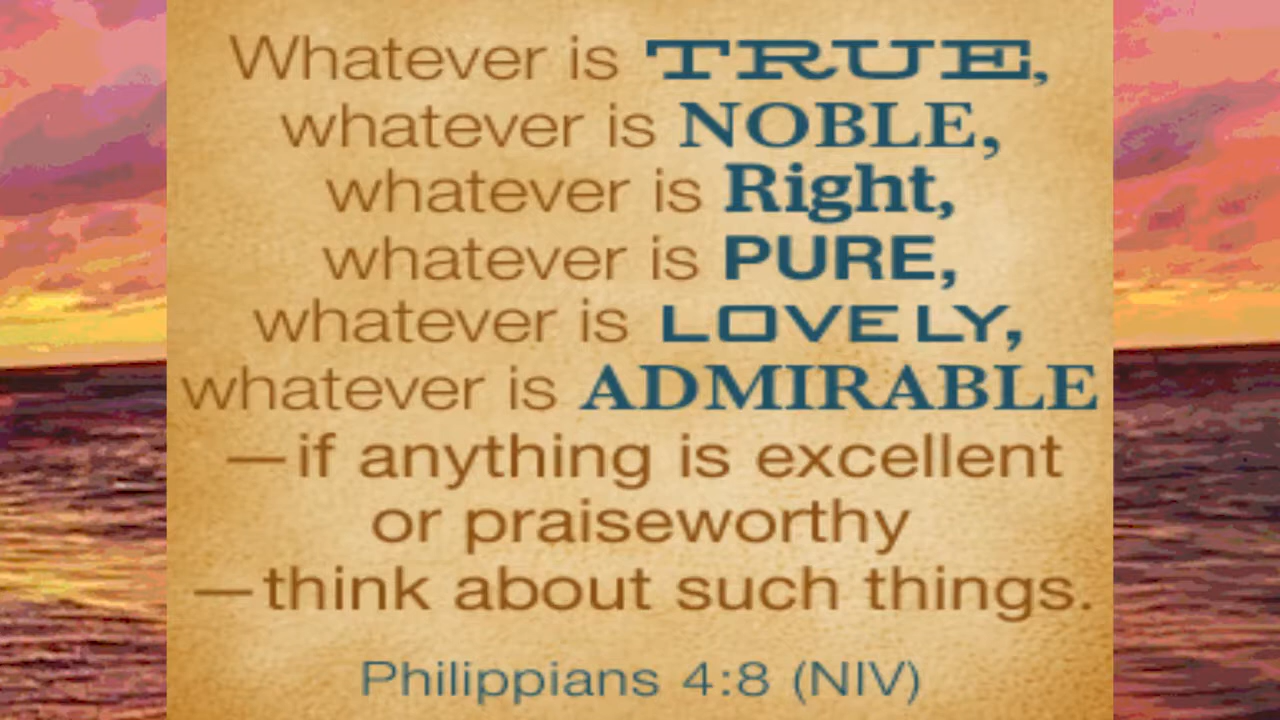 Whatever is TRUE,
whatever is NOBLE,
whatever is Right,
whatever is PURE,
whatever is LOVELY,
whatever is ADMIRABLE
—if anything is excellent
or praiseworthy
—think about such things.
Philippians 4:8 (NIV)